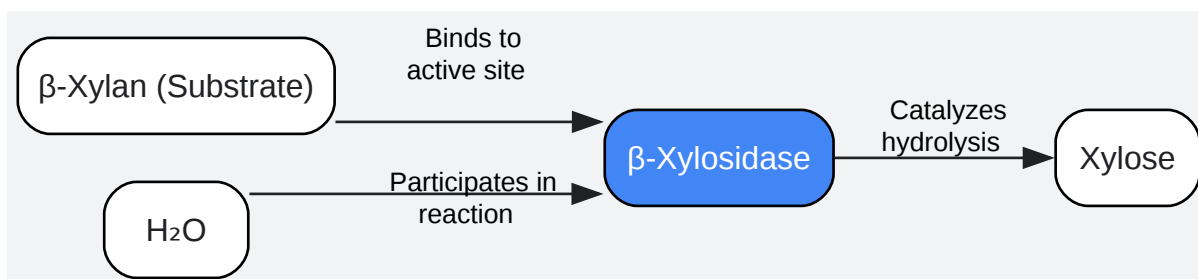 Binds to
active site
β-Xylan (Substrate)
Catalyzes
hydrolysis
β-Xylosidase
Xylose
Participates in
reaction
H₂O